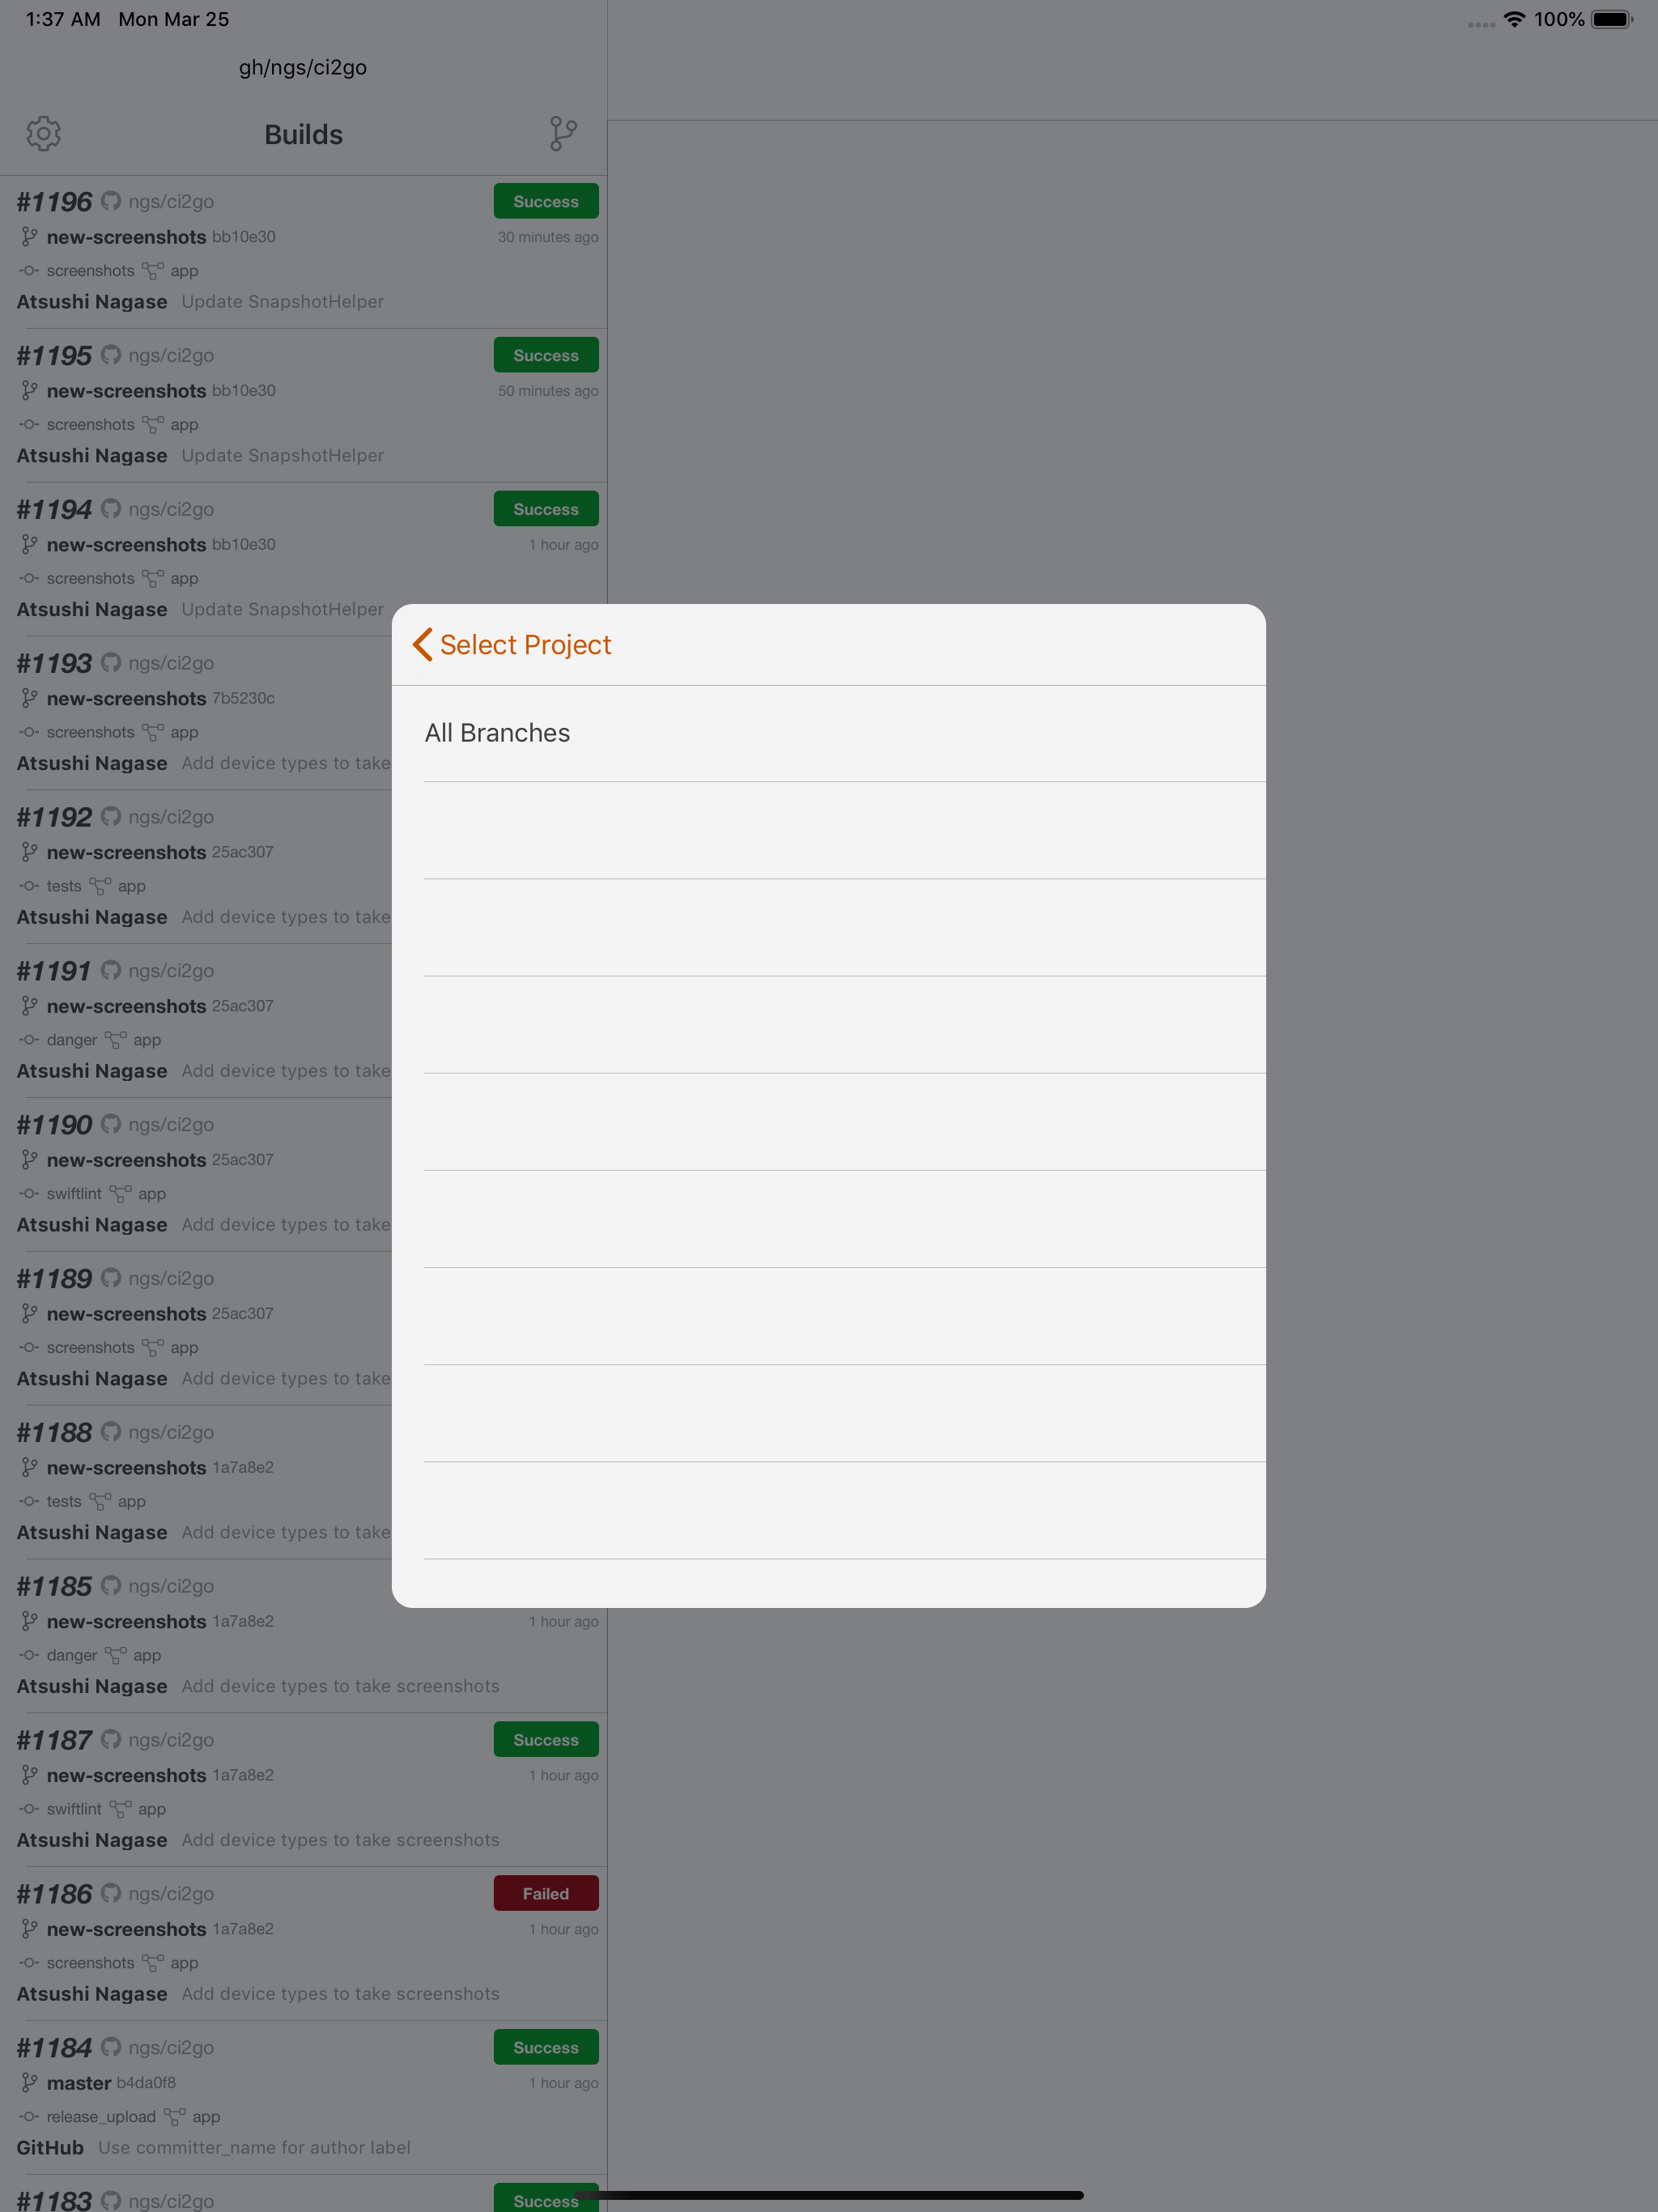 1:37 AM Mon Mar 25 100%
gh/ngs/ci2go
Builds
#1196 ngs/ci2go Success
new-screenshots bb10e30 30 minutes ago
screenshots app
Atsushi Nagase Update SnapshotHelper
#1195 ngs/ci2go Success
new-screenshots bb10e30 50 minutes ago
screenshots app
Atsushi Nagase Update SnapshotHelper
#1194 ngs/ci2go Success
new-screenshots bb10e30 1 hour ago
screenshots app
Atsushi Nagase Update SnapshotHelper
#1193 ngs/ci2go
new-screenshots 7b5230c
screenshots app
Atsushi Nagase Add device types to take
#1192 ngs/ci2go
new-screenshots 25ac307
tests app
Atsushi Nagase Add device types to take
#1191 ngs/ci2go
new-screenshots 25ac307
danger app
Atsushi Nagase Add device types to take
#1190 ngs/ci2go
new-screenshots 25ac307
swiftlint app
Atsushi Nagase Add device types to take
#1189 ngs/ci2go
new-screenshots 25ac307
screenshots app
Atsushi Nagase Add device types to take
#1188 ngs/ci2go
new-screenshots 1a7a8e2
tests app
Atsushi Nagase Add device types to take
#1185 ngs/ci2go
new-screenshots 1a7a8e2 1 hour ago
danger app
Atsushi Nagase Add device types to take screenshots
#1187 ngs/ci2go Success
new-screenshots 1a7a8e2 1 hour ago
swiftlint app
Atsushi Nagase Add device types to take screenshots
#1186 ngs/ci2go Failed
new-screenshots 1a7a8e2 1 hour ago
screenshots app
Atsushi Nagase Add device types to take screenshots
#1184 ngs/ci2go Success
master b4da0f8 1 hour ago
release_upload app
GitHub Use committer_name for author label
#1183 ngs/ci2go Success
Select Project
All Branches